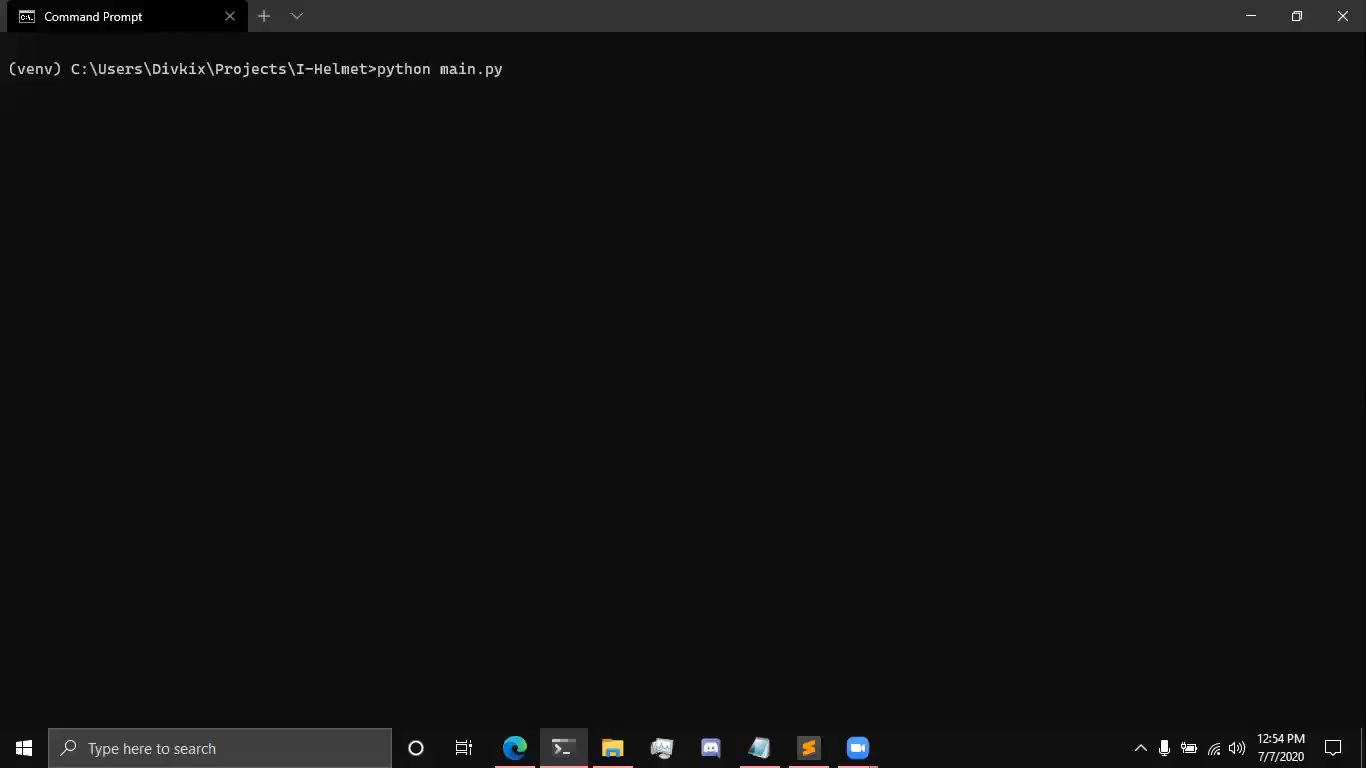 Command Prompt
(venv) C:\Users\Divkix\Projects\I-Helmet>python main.py
Type here to search
12:54 PM
7/7/2020